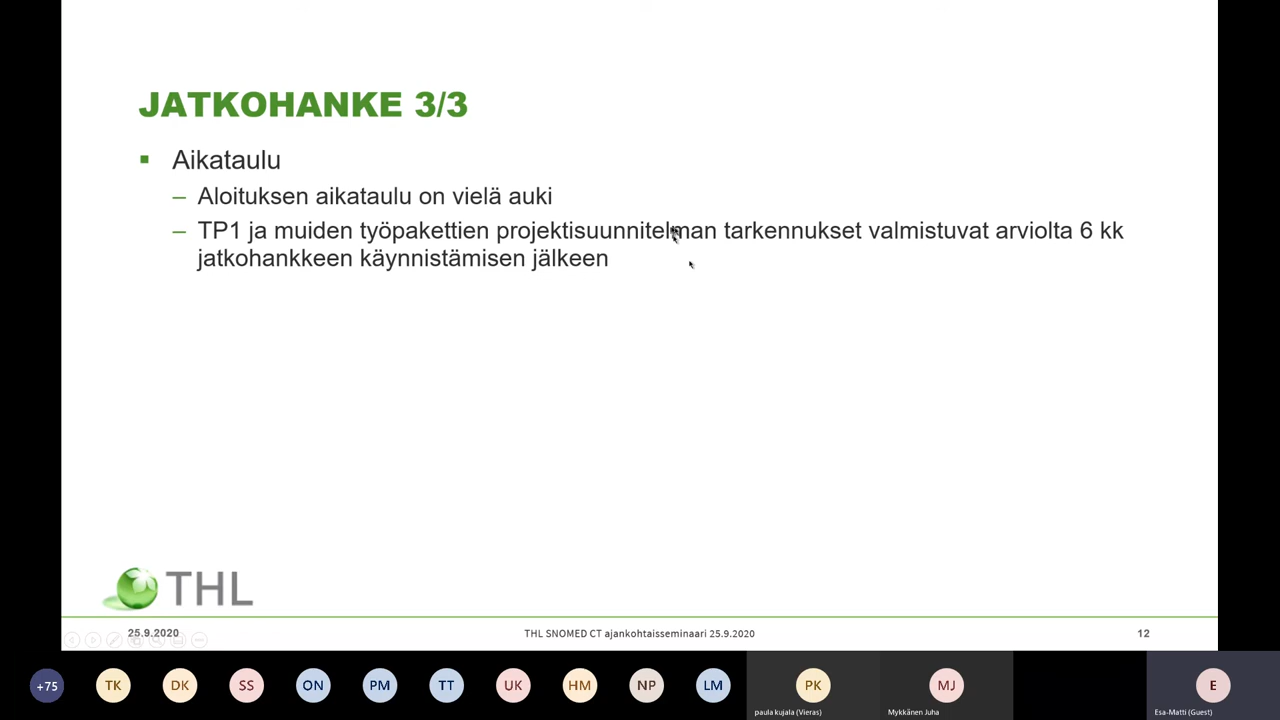 JATKOHANKE 3/3
Aikataulu
– Aloituksen aikataulu on vielä auki
– TP1 ja muiden työpakettien projektisuunnitelman tarkennukset valmistuvat arviolta 6 kk
jatkohankkeen käynnistämisen jälkeen
THL
25.9.2020
THL SNOMED CT ajankohtaisseminaari 25.9.2020
12
+75
TK
DK
SS
ON
PM
TT
UK
HM
NP
LM
PK
MJ
E
paula kujala (Vieras)
Mykkänen Juha
Esa-Matti (Guest)